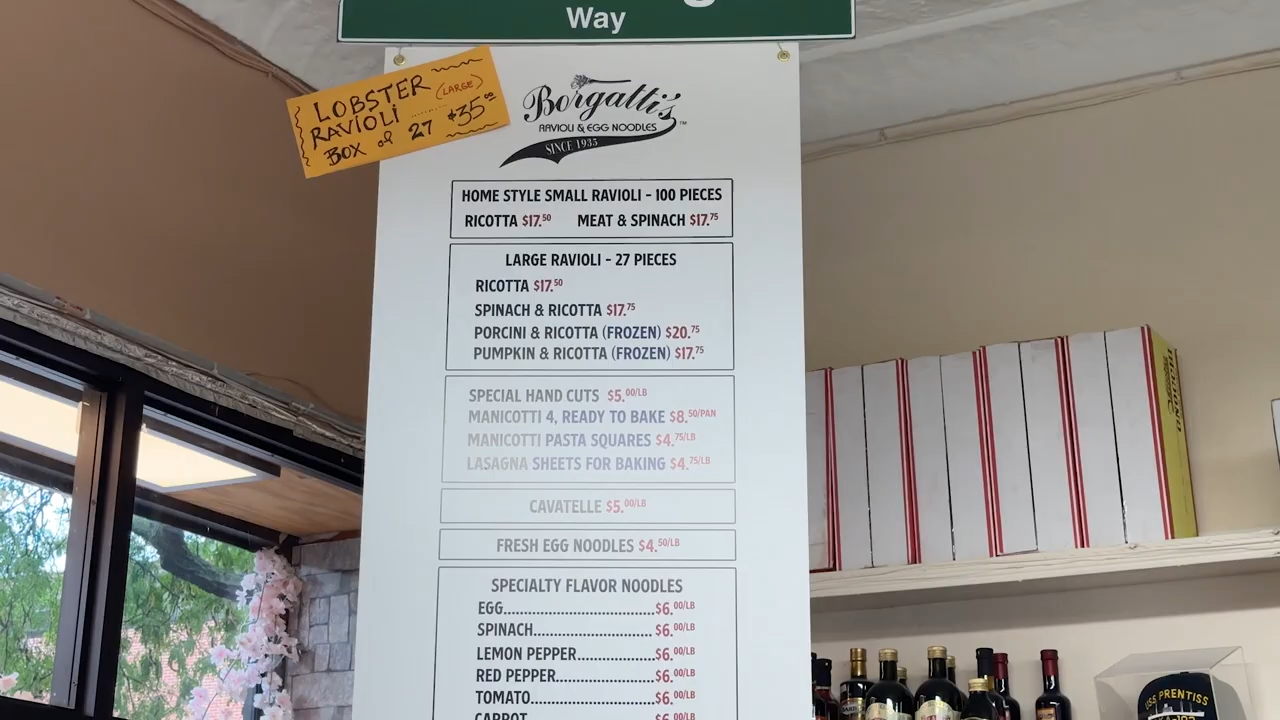 Way
LOBSTER (LARGE)
RAVIOLI ........ $35.00
BOX of 27
Borgatti's
RAVIOLI & EGG NOODLES
SINCE 1935
HOME STYLE SMALL RAVIOLI - 100 PIECES
RICOTTA $17.50 MEAT & SPINACH $17.75
LARGE RAVIOLI - 27 PIECES
RICOTTA $17.50
SPINACH & RICOTTA $17.75
PORCINI & RICOTTA (FROZEN) $20.75
PUMPKIN & RICOTTA (FROZEN) $17.75
SPECIAL HAND CUTS $5.00/LB
MANICOTTI 4, READY TO BAKE $8.50/PAN
MANICOTTI PASTA SQUARES $4.75/LB
LASAGNA SHEETS FOR BAKING $4.75/LB
CAVATELLE $5.00/LB
FRESH EGG NOODLES $4.50/LB
SPECIALTY FLAVOR NOODLES
EGG..............................$6.00/LB
SPINACH........................ $6.00/LB
LEMON PEPPER...............$6.00/LB
RED PEPPER...................$6.00/LB
TOMATO.........................$6.00/LB
CARROT $6.00/LB
USS PRENTISS